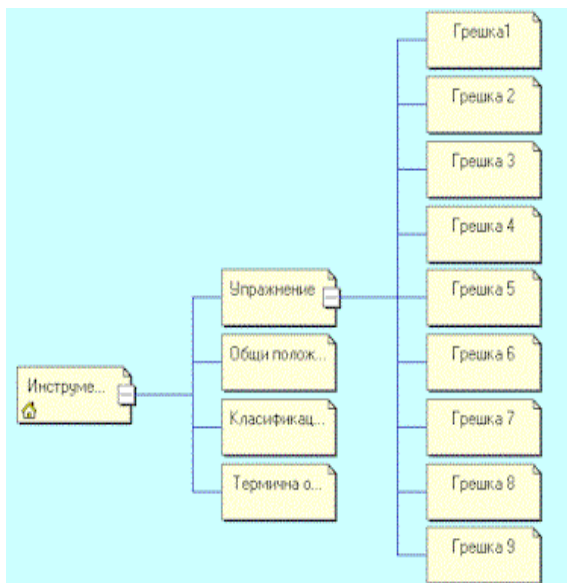 Грешка1
Грешка 2
Грешка 3
Грешка 4
Упражнение
Грешка 5
Общи полож...
Грешка 6
Инструме...
Класификац...
Грешка 7
Термична о...
Грешка 8
Грешка 9